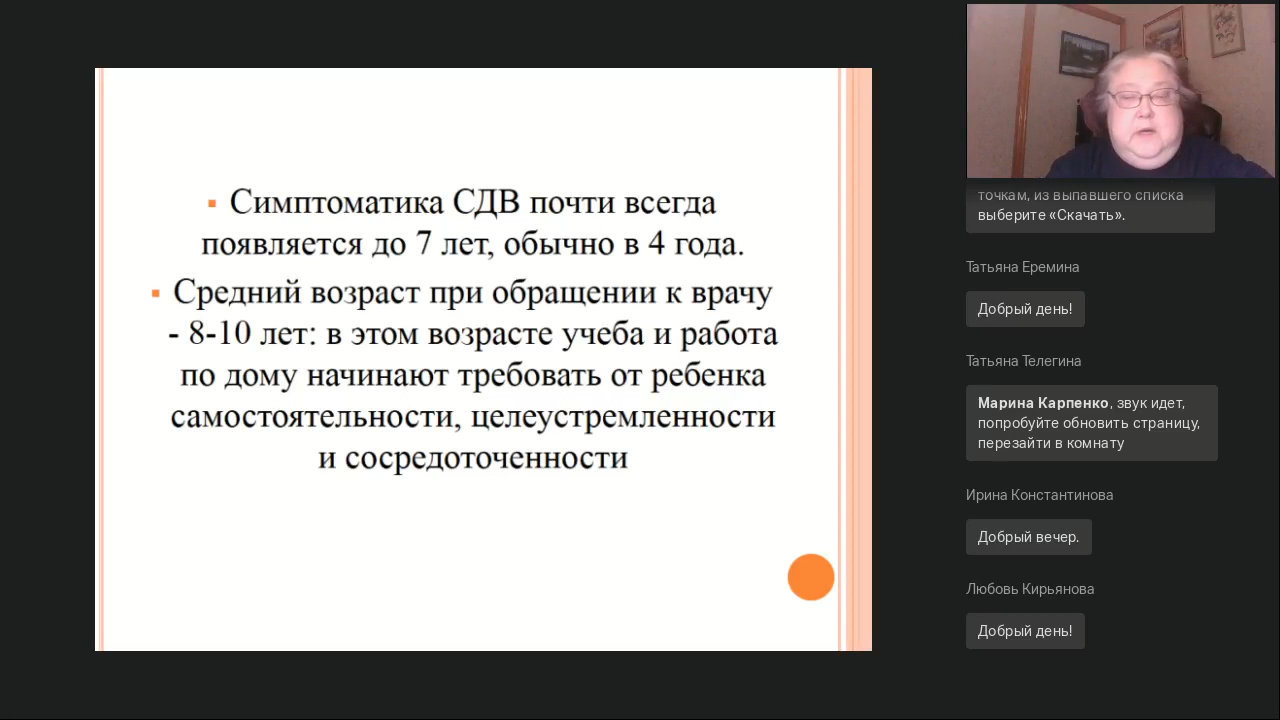 Симптоматика СДВ почти всегда
появляется до 7 лет, обычно в 4 года.
Средний возраст при обращении к врачу
- 8-10 лет: в этом возрасте учеба и работа
по дому начинают требовать от ребенка
самостоятельности, целеустремленности
и сосредоточенности
точкам, из выпавшего списка
выберите «Скачать».
Татьяна Еремина
Добрый день!
Татьяна Телегина
Марина Карпенко, звук идет,
попробуйте обновить страницу,
перезайти в комнату
Ирина Константинова
Добрый вечер.
Любовь Кирьянова
Добрый день!